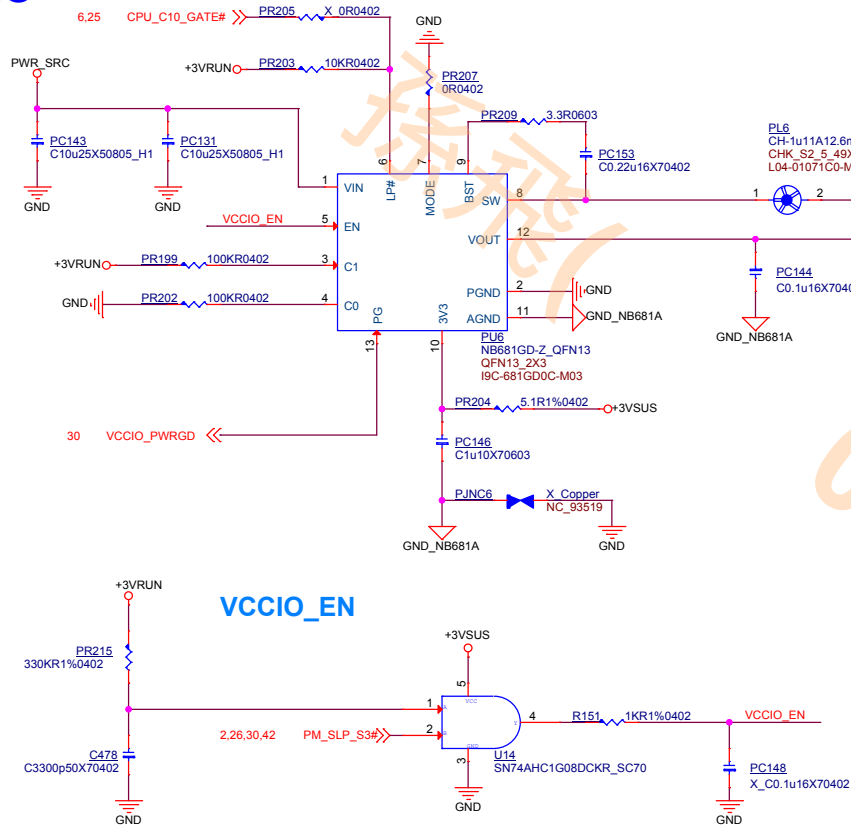 6,25 CPU_C10_GATE#
PR205 X_0R0402
GND
+3VRUN PR203 10KR0402
PWR_SRC
PR207
0R0402
PR209 3.3R0603
PC143
C10u25X50805_H1
PC131
C10u25X50805_H1
PC153
C0.22u16X70402
PL6
CH-1u11A12.6m
CHK_S2_5_49X
L04-01071C0-M
GND
GND
6
7
9
LP#
MODE
BST
1 VIN
SW 8
1 2
VCCIO_EN 5 EN
VOUT 12
+3VRUN PR199 100KR0402 3 C1
PC144
C0.1u16X7040
GND PR202 100KR0402 4 C0
PGND 2 GND
AGND 11 GND_NB681A
GND_NB681A
PG
3V3
13
10
PU6
NB681GD-Z_QFN13
QFN13_2X3
I9C-681GD0C-M03
PR204 5.1R1%0402 +3VSUS
30 VCCIO_PWRGD
PC146
C1u10X70603
PJNC6 X_Copper
NC_93519
GND_NB681A
GND
孫飛(
+3VRUN
VCCIO_EN
PR215
330KR1%0402
+3VSUS
5
VCC
1 A
4 Y
R151 1KR1%0402 VCCIO_EN
2,26,30,42 PM_SLP_S3# 2 B
GND
3
U14
SN74AHC1G08DCKR_SC70
C478
C3300p50X70402
PC148
X_C0.1u16X70402
GND
GND
GND